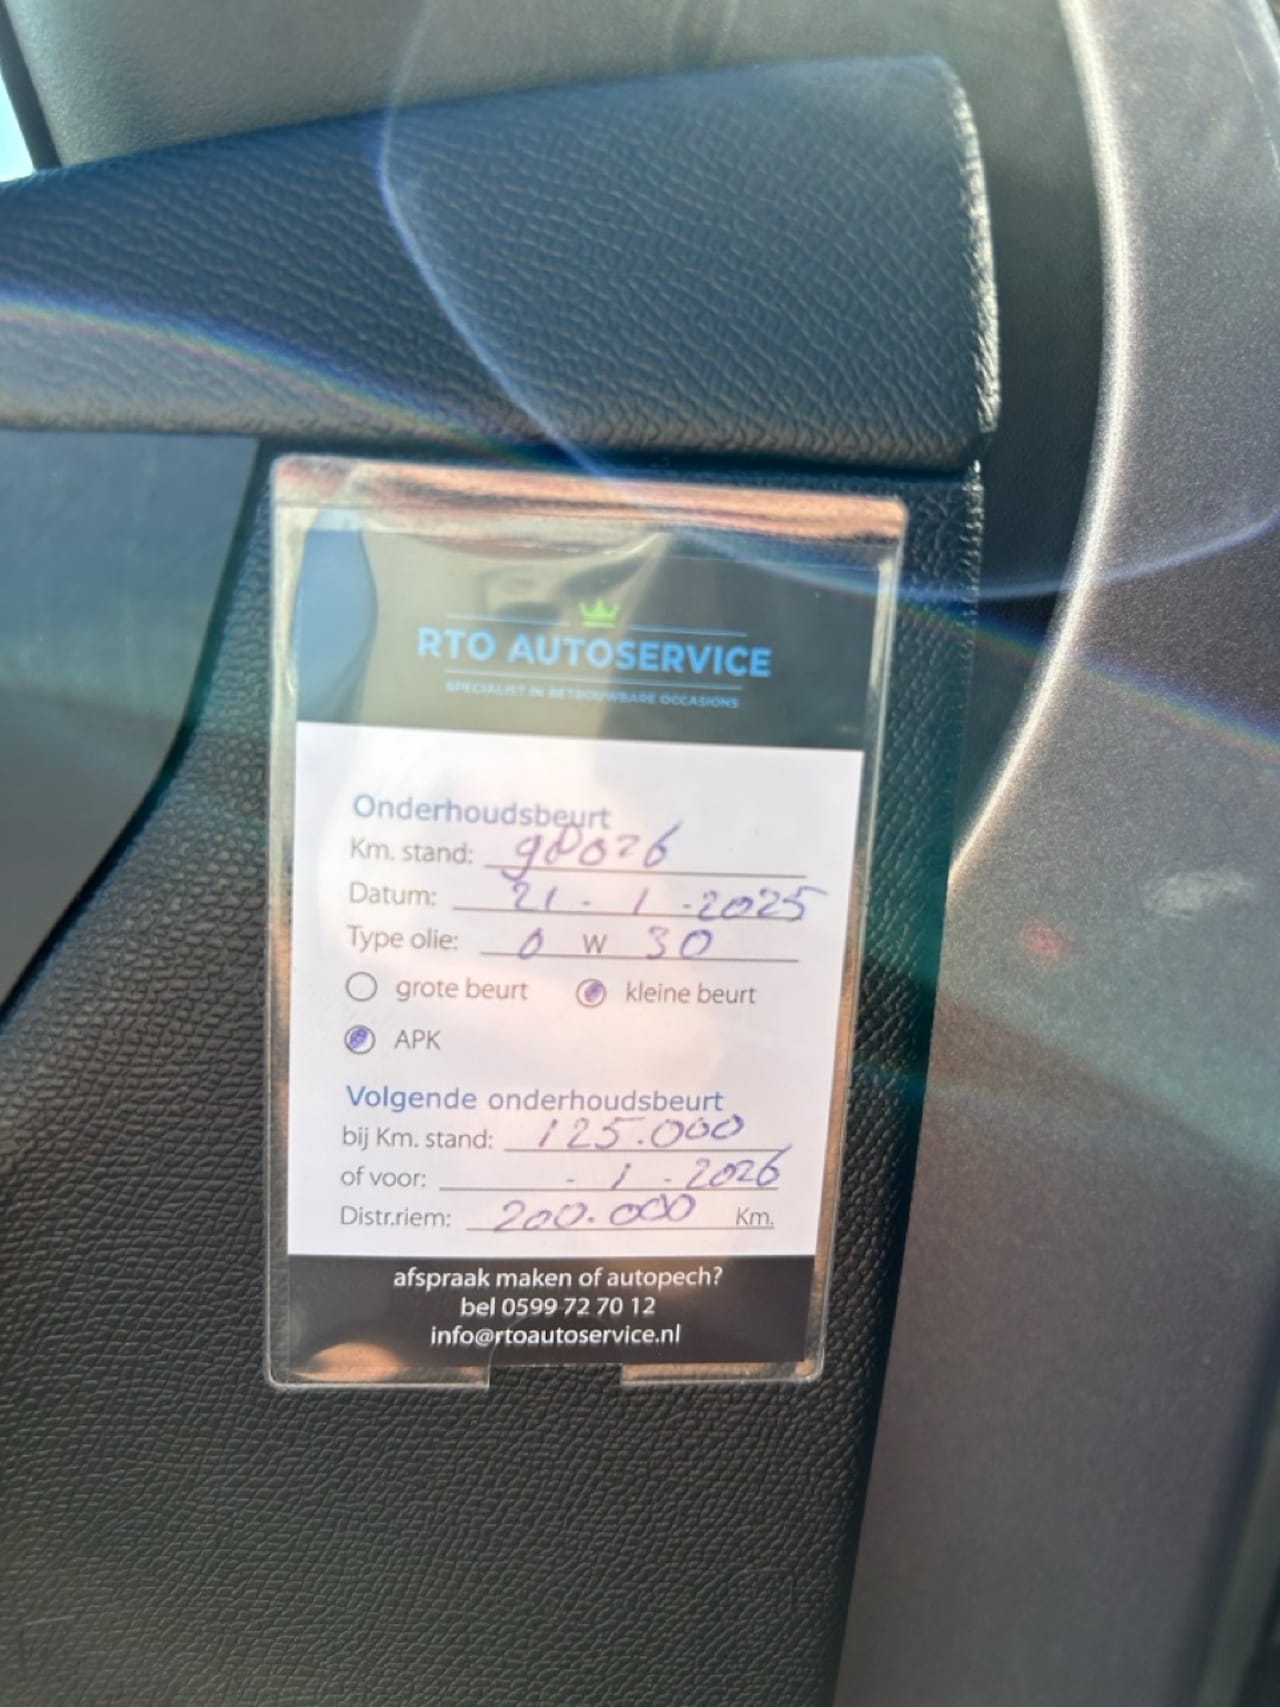 RTO AUTOSERVICE
SPECIALIST IN BETROUWBARE OCCASIONS
Onderhoudsbeurt
Km. stand: 98026
Datum: 21 - 1 - 2025
Type olie: 0 W 30
grote beurt kleine beurt
APK
Volgende onderhoudsbeurt
bij Km. stand: 125.000
of voor: - 1 - 2026
Distr.riem: 200.000 Km.
afspraak maken of autopech?
bel 0599 72 70 12
info@rtoautoservice.nl